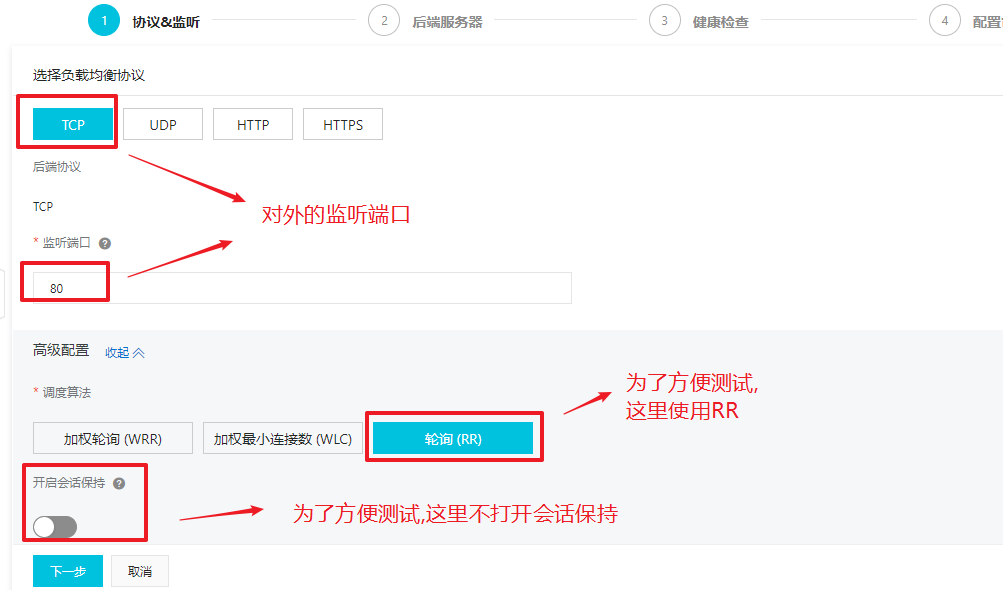 1 协议&监听 2 后端服务器 3 健康检查 4 配置
选择负载均衡协议
TCP UDP HTTP HTTPS
后端协议
TCP
对外的监听端口
* 监听端口 ?
80
高级配置 收起
* 调度算法
为了方便测试,
这里使用RR
加权轮询 (WRR) 加权最小连接数 (WLC) 轮询 (RR)
开启会话保持 ?
为了方便测试,这里不打开会话保持
下一步 取消